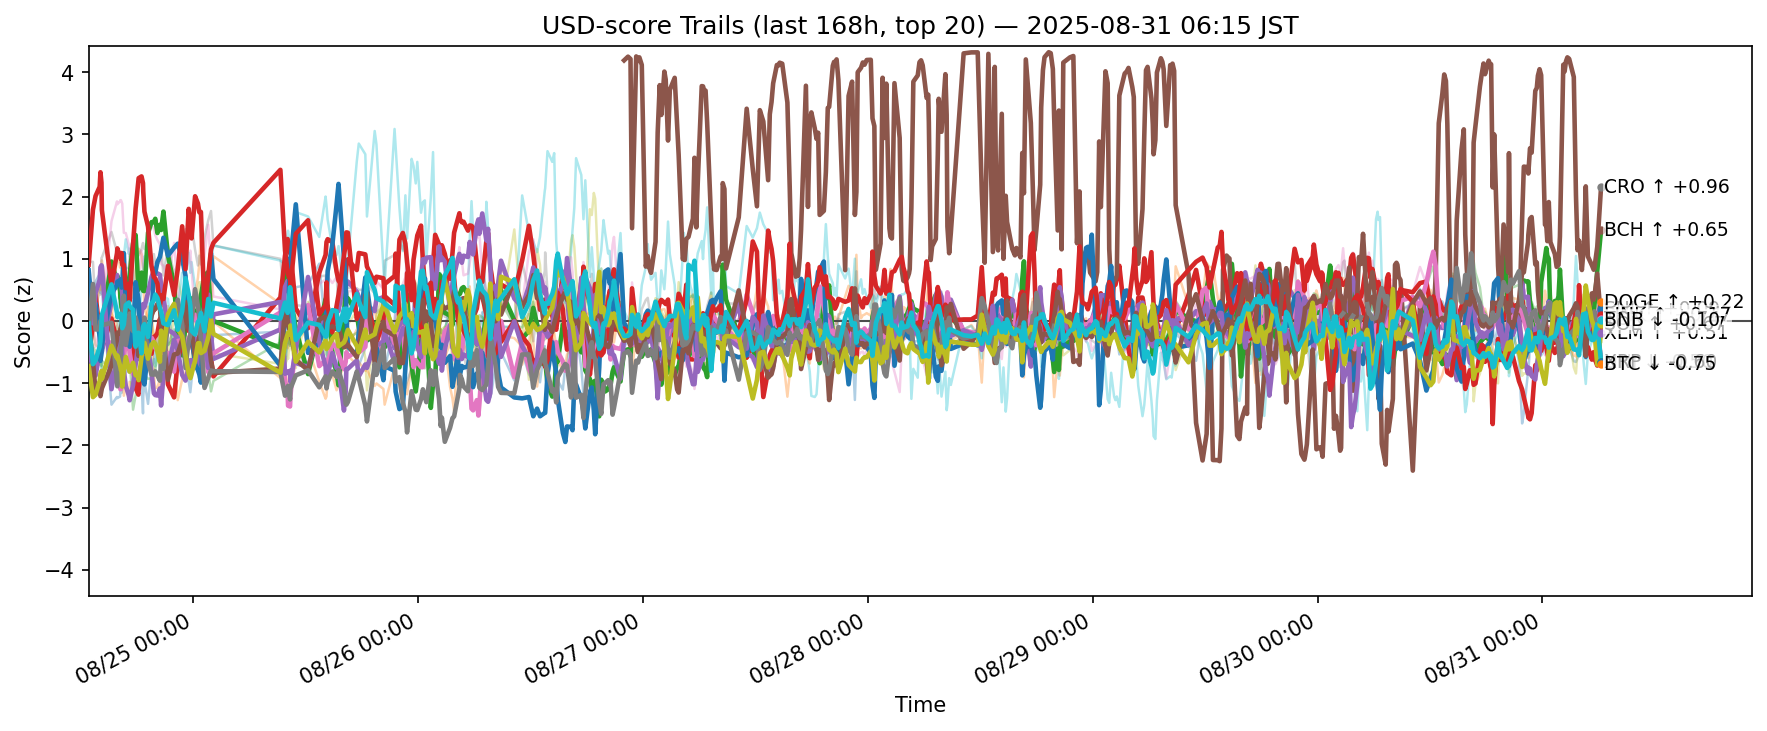 USD-score Trails (last 168h, top 20) — 2025-08-31 06:15 JST
Score (z)
4
3
2
1
0
−1
−2
−3
−4
CRO ↑ +0.96
BCH ↑ +0.65
DOGE ↑ +0.22
BNB ↓ -0.10
XLM ↑ +0.31
BTC ↓ -0.75
08/25 00:00
08/26 00:00
08/27 00:00
08/28 00:00
08/29 00:00
08/30 00:00
08/31 00:00
Time